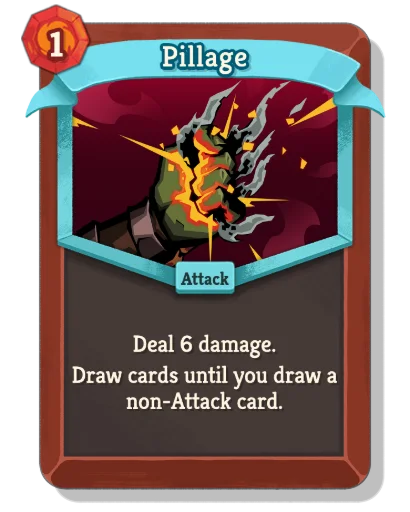 1
Pillage
Attack
Deal 6 damage.
Draw cards until you draw a
non-Attack card.